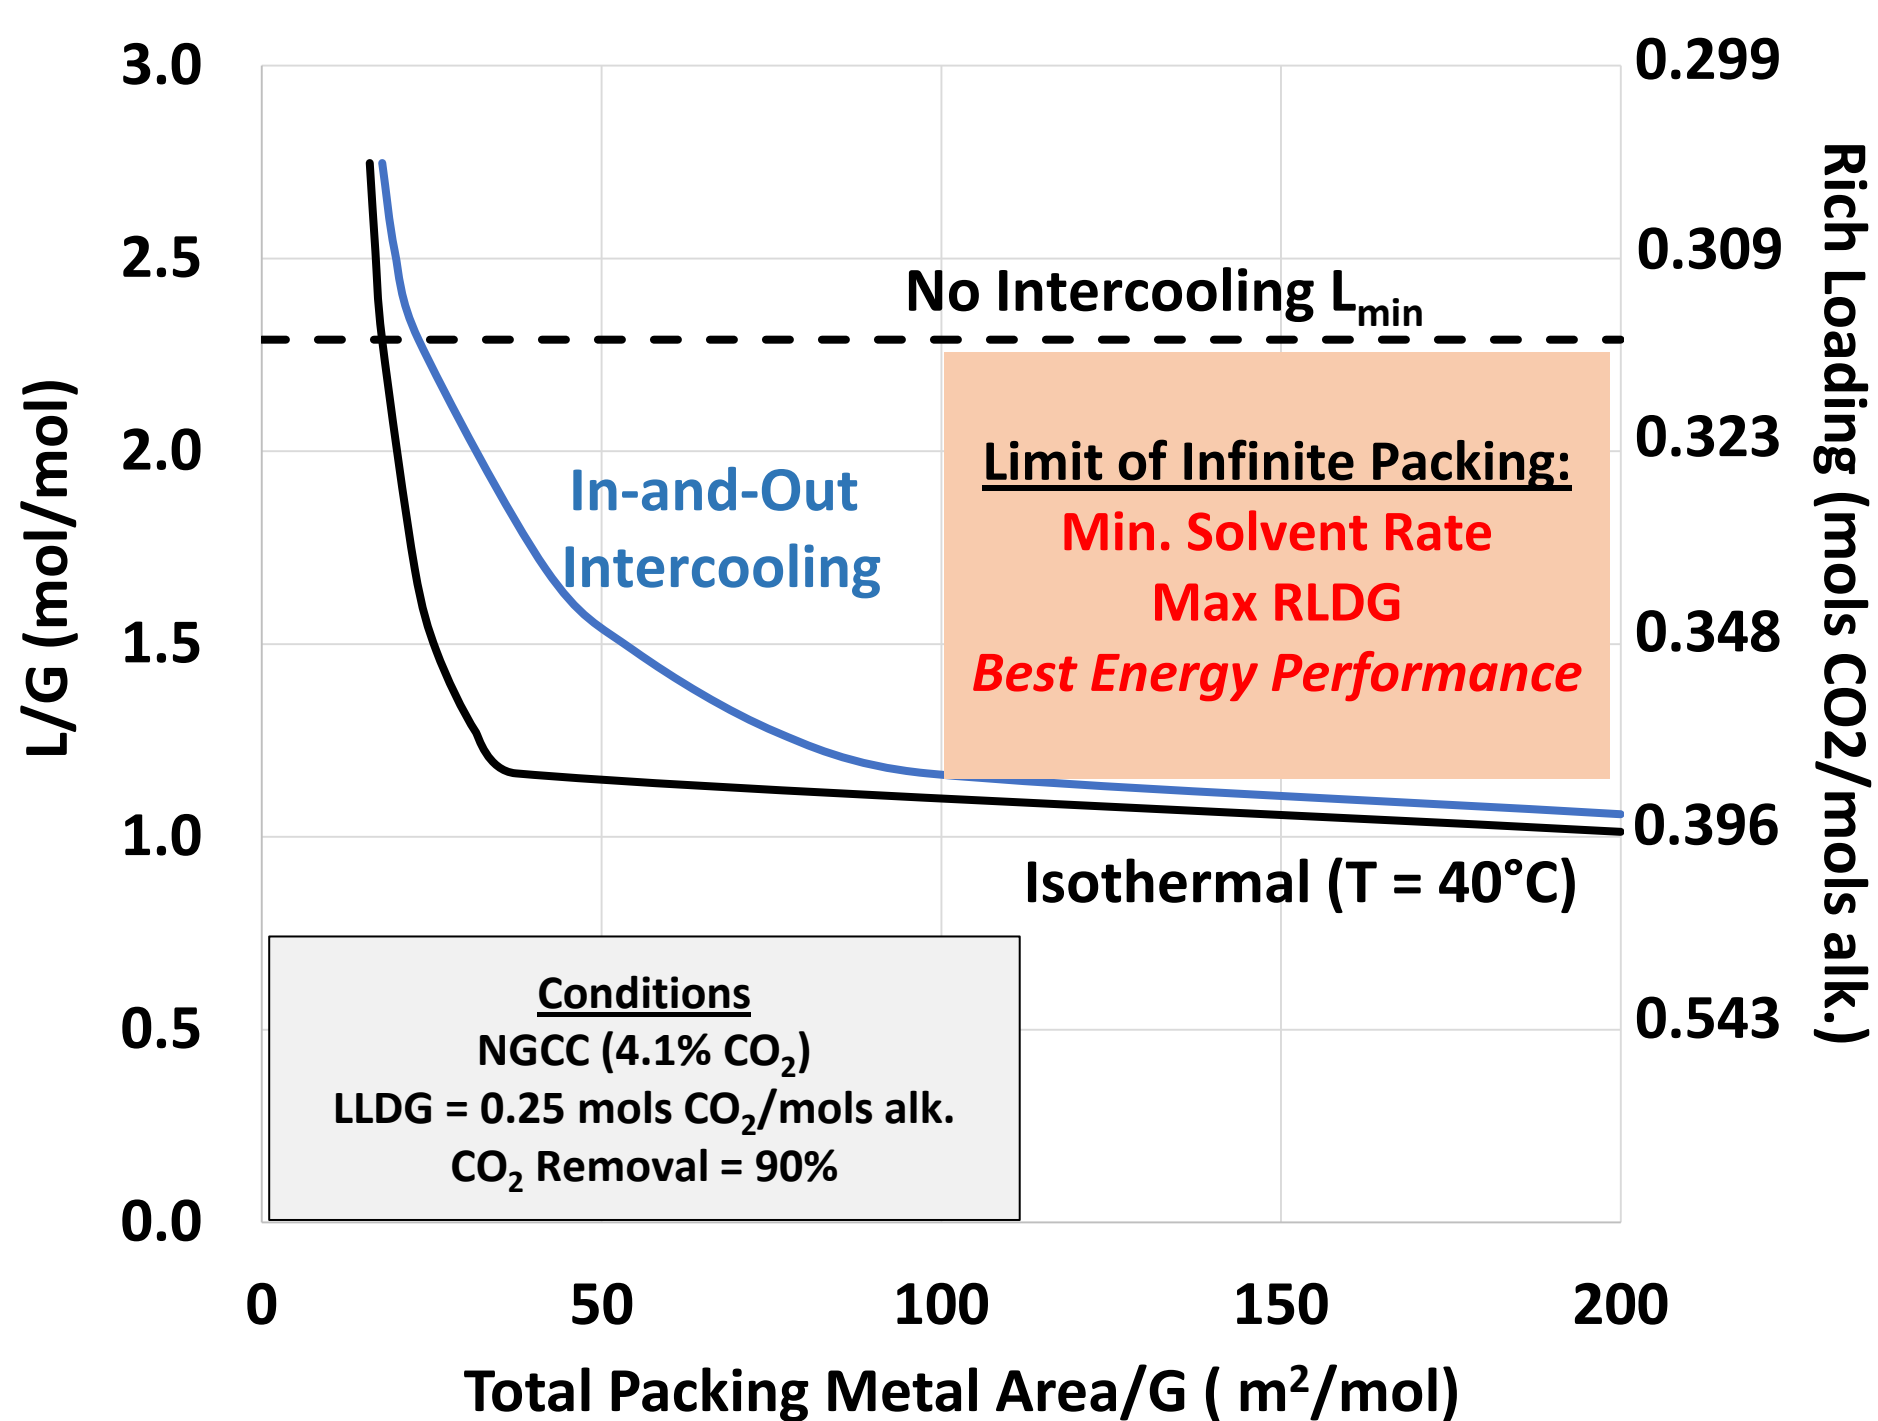 3.0
2.5
2.0
1.5
1.0
0.5
0.0
L/G (mol/mol)
0.299
0.309
0.323
0.348
0.396
0.543
Rich Loading (mols CO2/mols alk.)
No Intercooling Lmin
In-and-Out
Intercooling
Limit of Infinite Packing:
Min. Solvent Rate
Max RLDG
Best Energy Performance
Isothermal (T = 40°C)
Conditions
NGCC (4.1% CO2)
LLDG = 0.25 mols CO2/mols alk.
CO2 Removal = 90%
0 50 100 150 200
Total Packing Metal Area/G ( m²/mol)